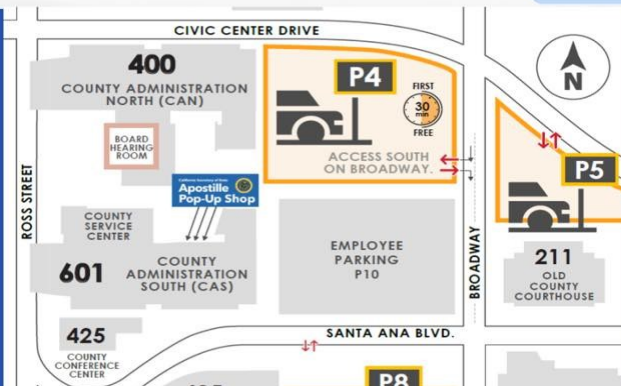 CIVIC CENTER DRIVE
400
COUNTY ADMINISTRATION
NORTH (CAN)
P4
FIRST
30
min
FREE
N
BOARD
HEARING
ROOM
ACCESS SOUTH
ON BROADWAY.
P5
ROSS STREET
Apostille
Pop-Up Shop
COUNTY
SERVICE
CENTER
601
COUNTY
ADMINISTRATION
SOUTH (CAS)
EMPLOYEE
PARKING
P10
BROADWAY
211
OLD
COUNTY
COURTHOUSE
425
COUNTY
CONFERENCE
CENTER
SANTA ANA BLVD.
P8